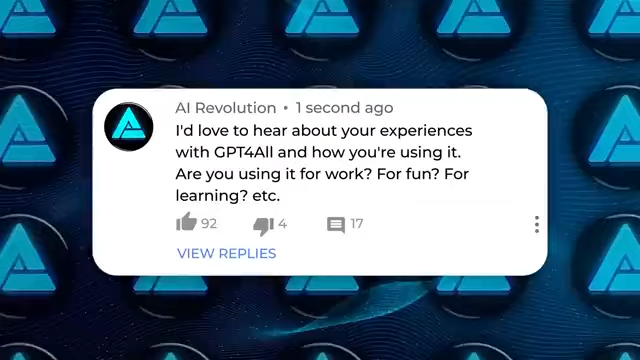 AI Revolution • 1 second ago
I'd love to hear about your experiences
with GPT4All and how you're using it.
Are you using it for work? For fun? For
learning? etc.
92 4 17
VIEW REPLIES